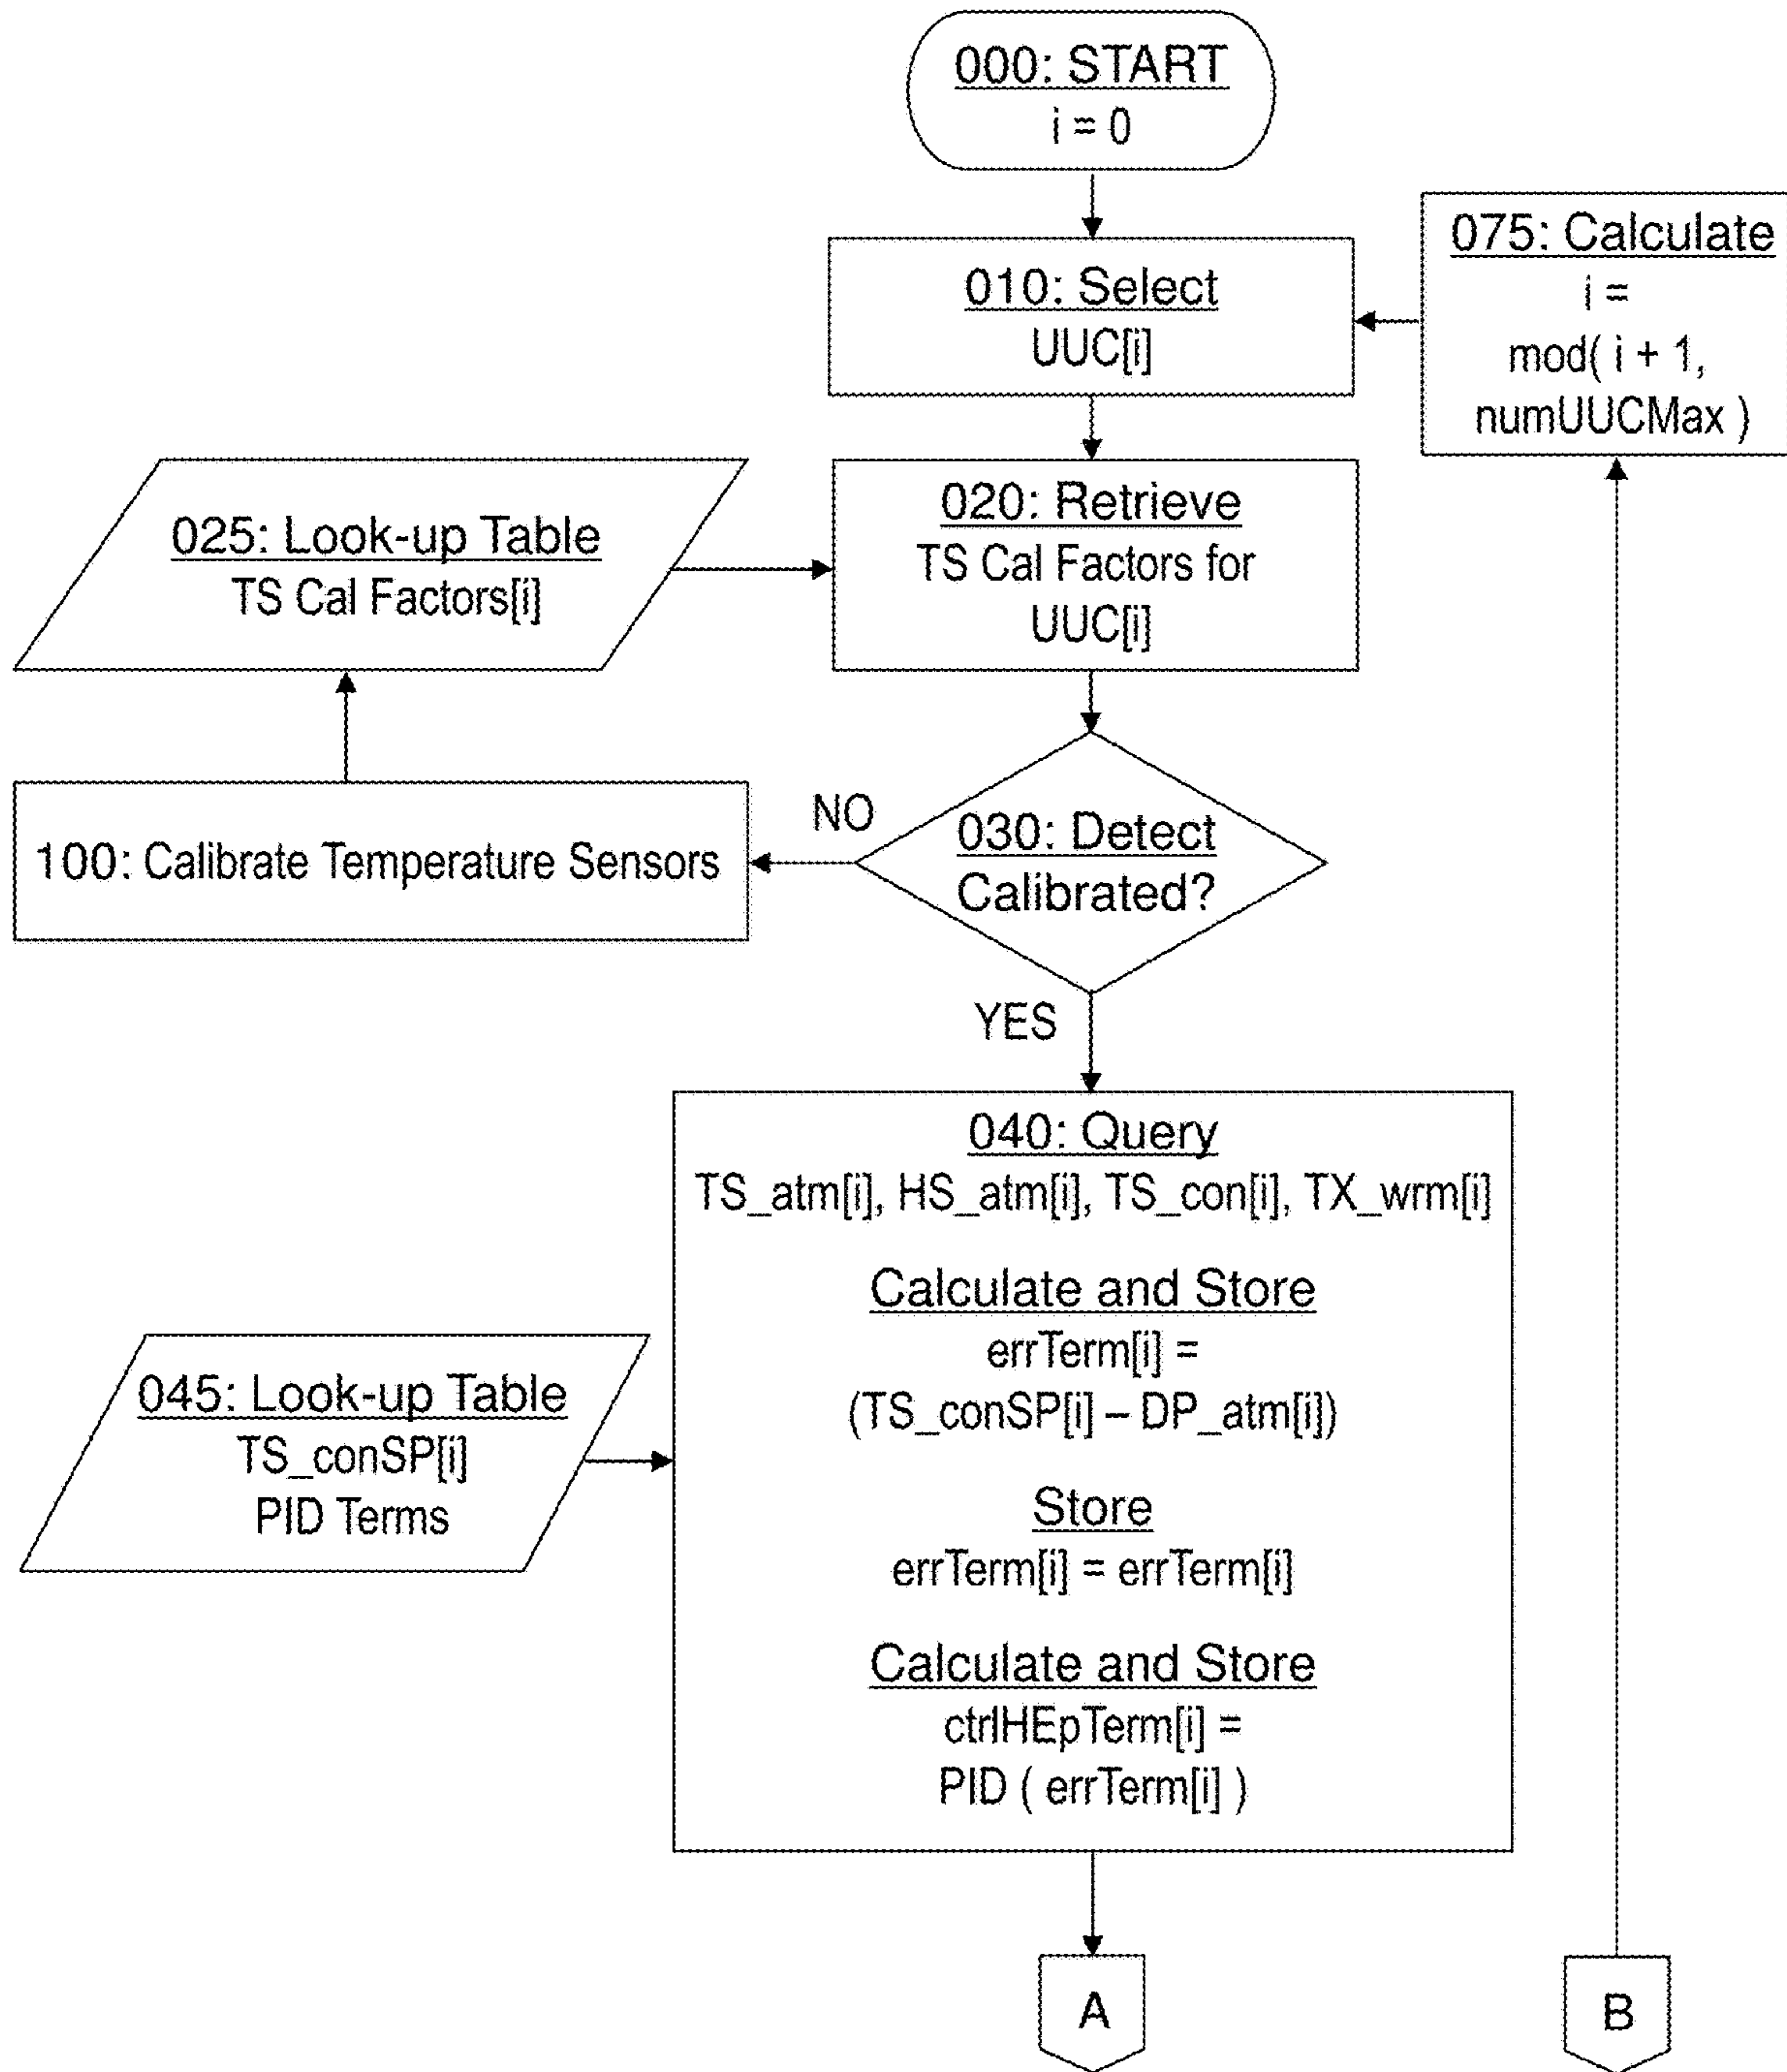 000: START
i = 0
010: Select
UUC[i]
075: Calculate
i =
mod( i + 1,
numUUCMax )
025: Look-up Table
TS Cal Factors[i]
020: Retrieve
TS Cal Factors for
UUC[i]
100: Calibrate Temperature Sensors
NO
030: Detect
Calibrated?
YES
040: Query
TS_atm[i], HS_atm[i], TS_con[i], TX_wrm[i]
Calculate and Store
errTerm[i] =
(TS_conSP[i] – DP_atm[i])
045: Look-up Table
TS_conSP[i]
PID Terms
Store
errTerm[i] = errTerm[i]
Calculate and Store
ctrlHEpTerm[i] =
PID ( errTerm[i] )
A
B